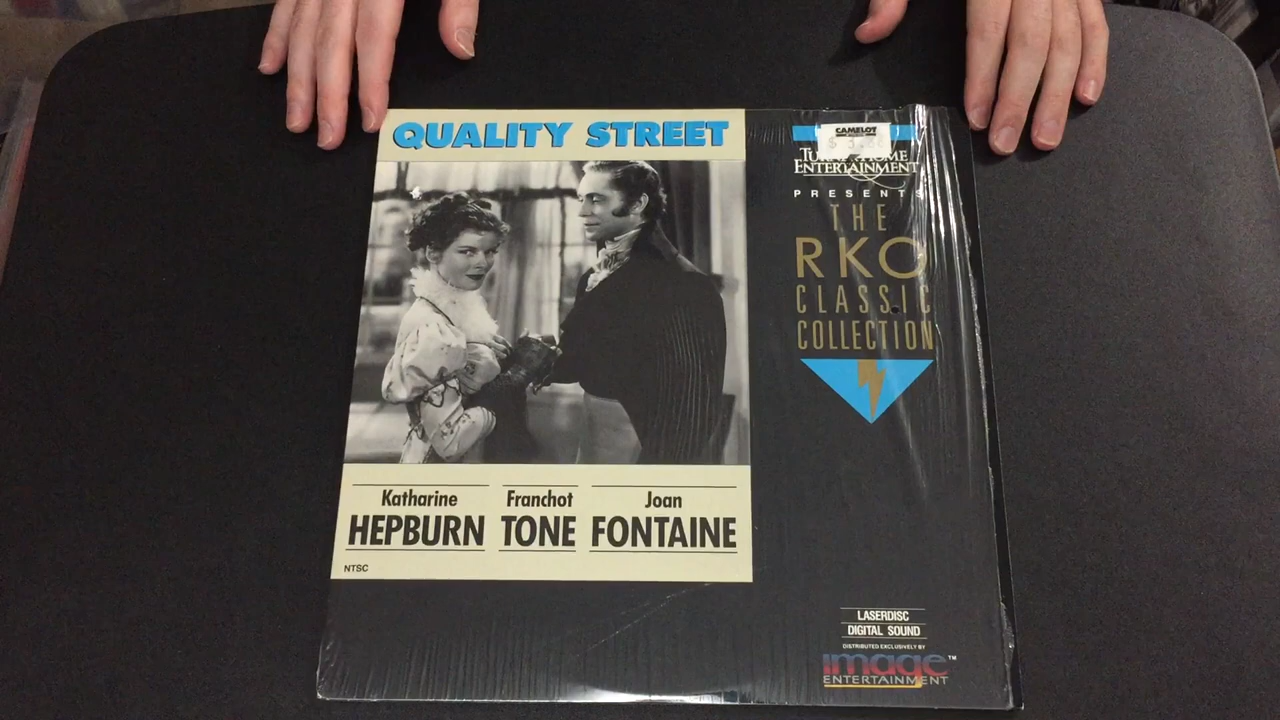 QUALITY STREET
CAMELOT
TURNER HOME
ENTERTAINMENT
PRESENTS
THE
RKO
CLASSIC
COLLECTION
Katharine
HEPBURN
Franchot
TONE
Joan
FONTAINE
NTSC
LASERDISC
DIGITAL SOUND
DISTRIBUTED EXCLUSIVELY BY
image™
ENTERTAINMENT